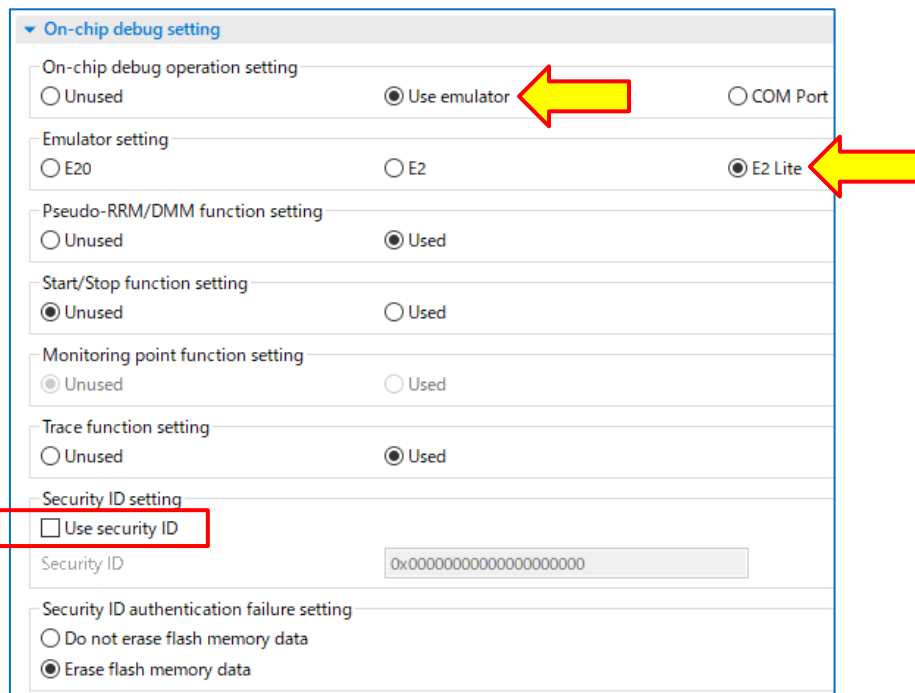 On-chip debug setting
On-chip debug operation setting
Unused Use emulator COM Port
Emulator setting
E20 E2 E2 Lite
Pseudo-RRM/DMM function setting
Unused Used
Start/Stop function setting
Unused Used
Monitoring point function setting
Unused Used
Trace function setting
Unused Used
Security ID setting
Use security ID
Security ID 0x00000000000000000000
Security ID authentication failure setting
Do not erase flash memory data
Erase flash memory data